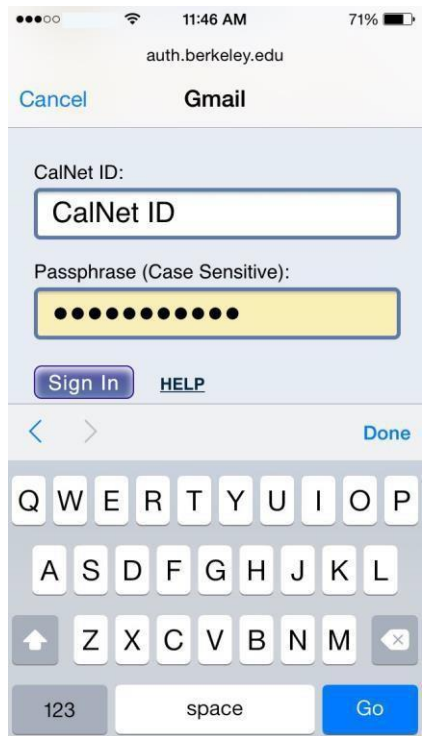 11:46 AM 71%
auth.berkeley.edu
Cancel Gmail
CalNet ID:
CalNet ID
Passphrase (Case Sensitive):
●●●●●●●●●●●
Sign In HELP
Done
Q W E R T Y U I O P
A S D F G H J K L
Z X C V B N M
123 space Go